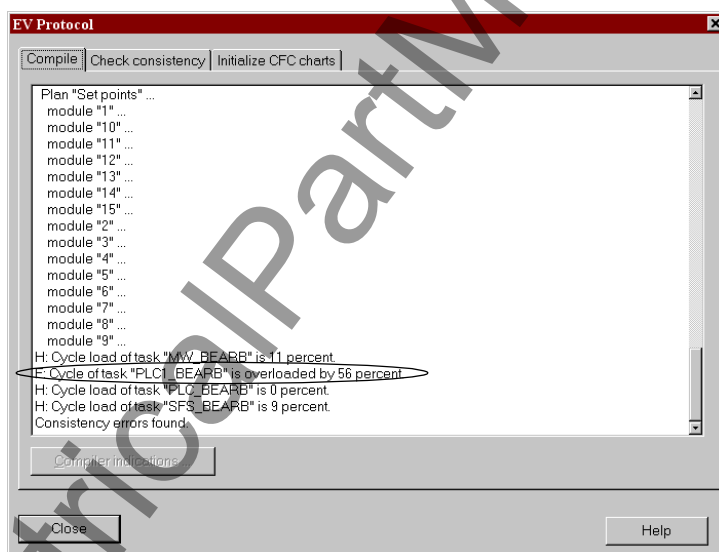 EV Protocol
Compile Check consistency Initialize CFC charts
Plan "Set points" ...
module "1" ...
module "10" ...
module "11" ...
module "12" ...
module "13" ...
module "14" ...
module "15" ...
module "2" ...
module "3" ...
module "4" ...
module "5" ...
module "6" ...
module "7" ...
module "8" ...
module "9" ...
H: Cycle load of task "MW_BEARB" is 11 percent.
F: Cycle of task "PLC1_BEARB" is overloaded by 56 percent.
H: Cycle load of task "PLC_BEARB" is 0 percent.
H: Cycle load of task "SFS_BEARB" is 9 percent.
Consistency errors found.
Compiler indications ...
Close Help